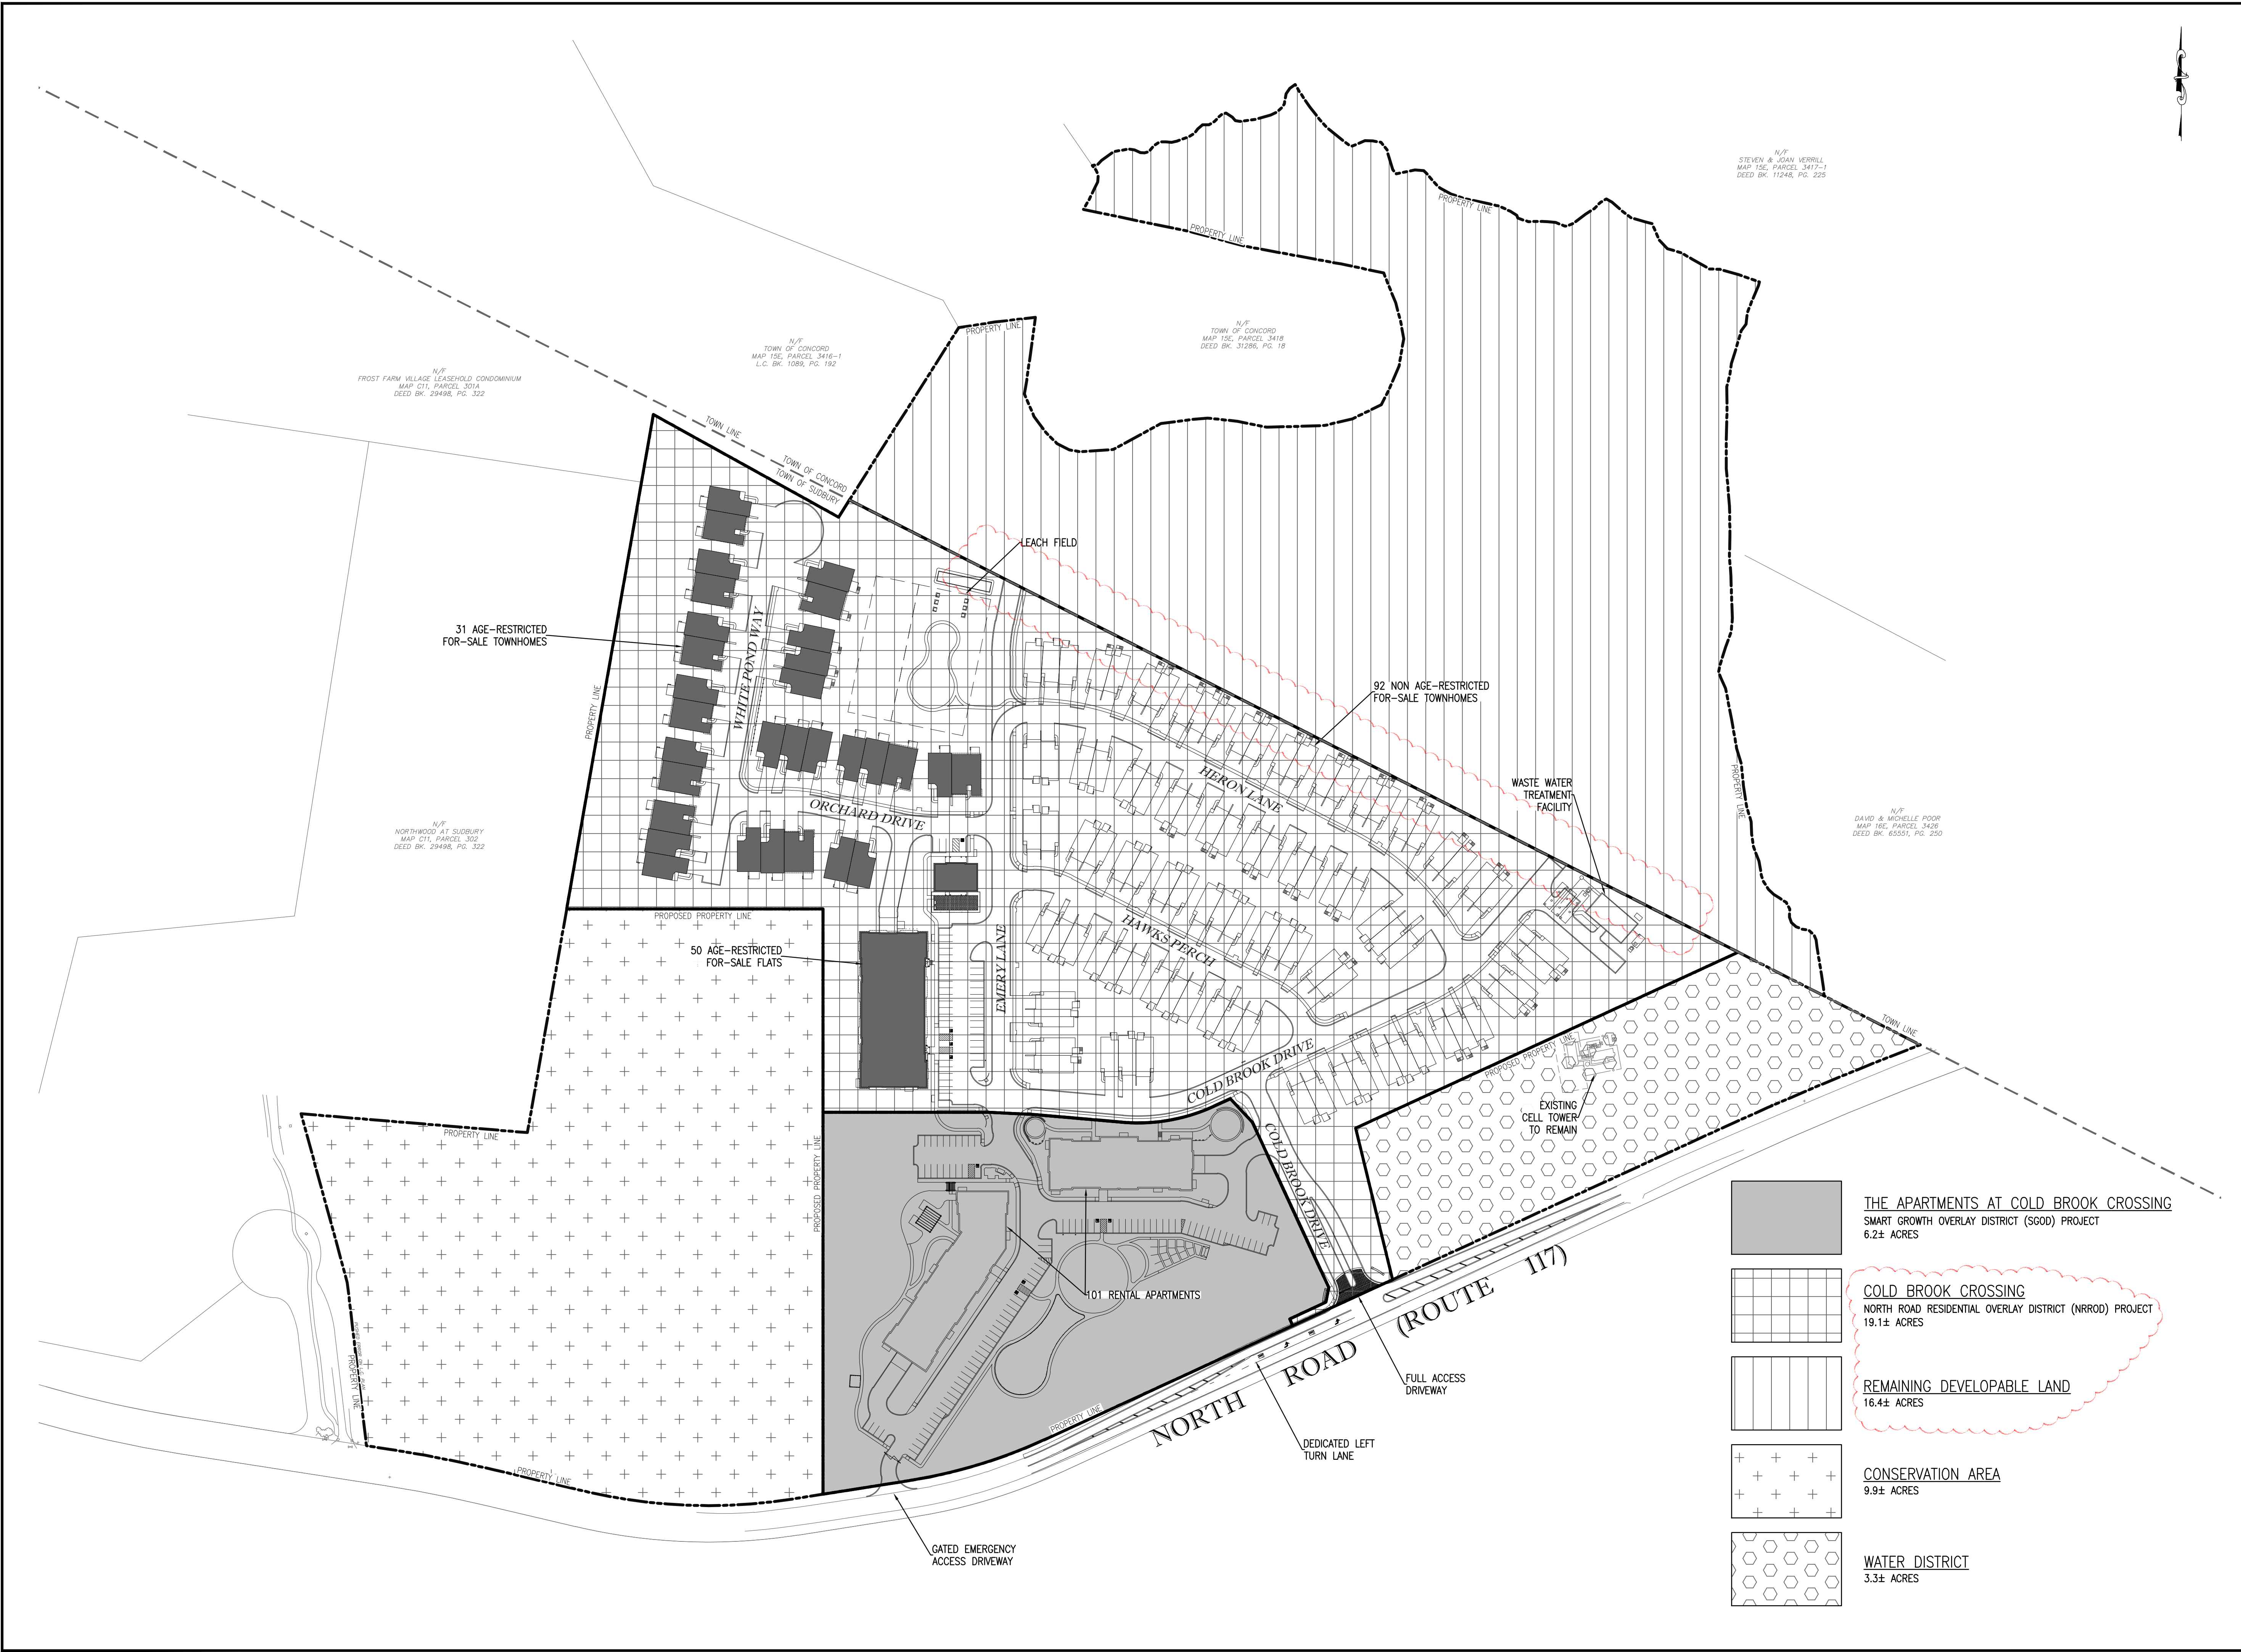 N/F
STEVEN & JOAN VERRILL
MAP 15E, PARCEL 3417-1
DEED BK. 11248, PG. 225
PROPERTY LINE
PROPERTY LINE
PROPERTY LINE
N/F
TOWN OF CONCORD
MAP 15E, PARCEL 3418
DEED BK. 31286, PG. 18
N/F
TOWN OF CONCORD
MAP 15E, PARCEL 3416-1
L.C. BK. 1089, PG. 192
N/F
FROST FARM VILLAGE LEASEHOLD CONDOMINIUM
MAP C11, PARCEL 301A
DEED BK. 29498, PG. 322
TOWN LINE
TOWN OF CONCORD
TOWN OF SUDBURY
LEACH FIELD
31 AGE-RESTRICTED
FOR-SALE TOWNHOMES
WHITE POND WAY
PROPERTY LINE
92 NON AGE-RESTRICTED
FOR-SALE TOWNHOMES
HERON LANE
WASTE WATER
TREATMENT
FACILITY
PROPERTY LINE
ORCHARD DRIVE
N/F
NORTHWOOD AT SUDBURY
MAP C11, PARCEL 302
DEED BK. 29498, PG. 322
N/F
DAVID & MICHELLE POOR
MAP 16E, PARCEL 3426
DEED BK. 65551, PG. 250
PROPOSED PROPERTY LINE
50 AGE-RESTRICTED
FOR-SALE FLATS
EMERY LANE
HAWKS PERCH
TOWN LINE
PROPOSED PROPERTY LINE
COLD BROOK DRIVE
EXISTING
CELL TOWER
TO REMAIN
PROPERTY LINE
PROPOSED PROPERTY LINE
COLD BROOK DRIVE
101 RENTAL APARTMENTS
PROPERTY LINE
PROPERTY LINE
PROPERTY LINE
NORTH ROAD (ROUTE 117)
FULL ACCESS
DRIVEWAY
DEDICATED LEFT
TURN LANE
GATED EMERGENCY
ACCESS DRIVEWAY
THE APARTMENTS AT COLD BROOK CROSSING
SMART GROWTH OVERLAY DISTRICT (SGOD) PROJECT
6.2± ACRES
COLD BROOK CROSSING
NORTH ROAD RESIDENTIAL OVERLAY DISTRICT (NRROD) PROJECT
19.1± ACRES
REMAINING DEVELOPABLE LAND
16.4± ACRES
CONSERVATION AREA
9.9± ACRES
WATER DISTRICT
3.3± ACRES